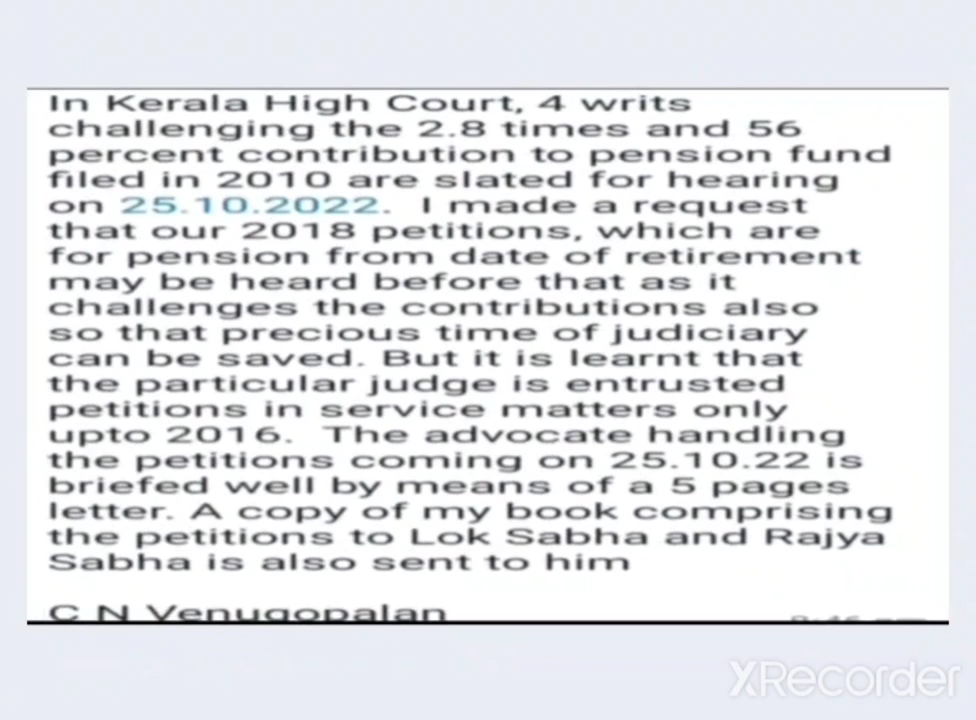 In Kerala High Court, 4 writs
challenging the 2.8 times and 56
percent contribution to pension fund
filed in 2010 are slated for hearing
on 25.10.2022. I made a request
that our 2018 petitions, which are
for pension from date of retirement
may be heard before that as it
challenges the contributions also
so that precious time of judiciary
can be saved. But it is learnt that
the particular judge is entrusted
petitions in service matters only
upto 2016. The advocate handling
the petitions coming on 25.10.22 is
briefed well by means of a 5 pages
letter. A copy of my book comprising
the petitions to Lok Sabha and Rajya
Sabha is also sent to him
C N Venugopalan
XRecorder